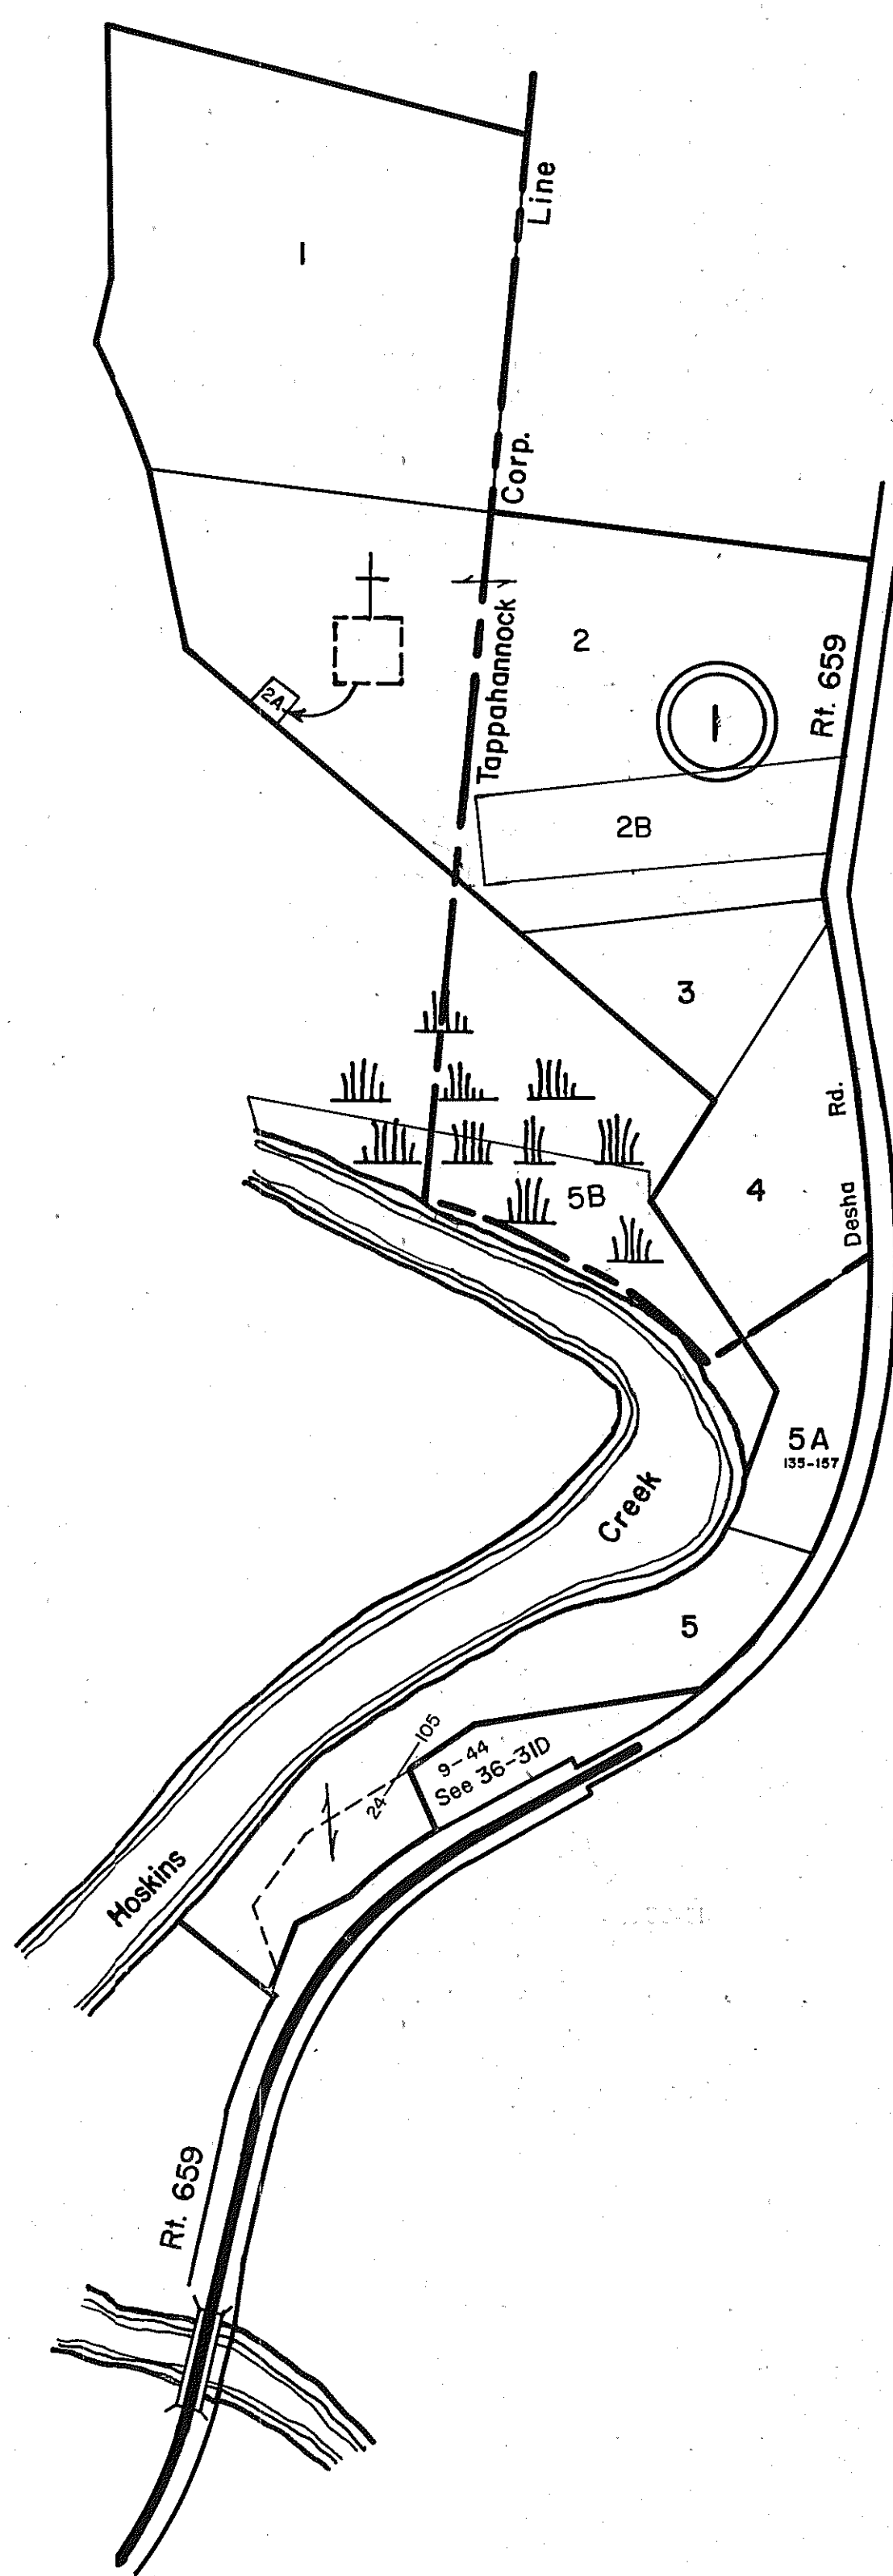 1
Line
Corp.
Tappahannock
2
2A
1
Rt. 659
2B
3
4
Desha Rd.
5B
5A
135-157
Creek
5
105
24
9-44
See 36-31D
Hoskins
Rt. 659